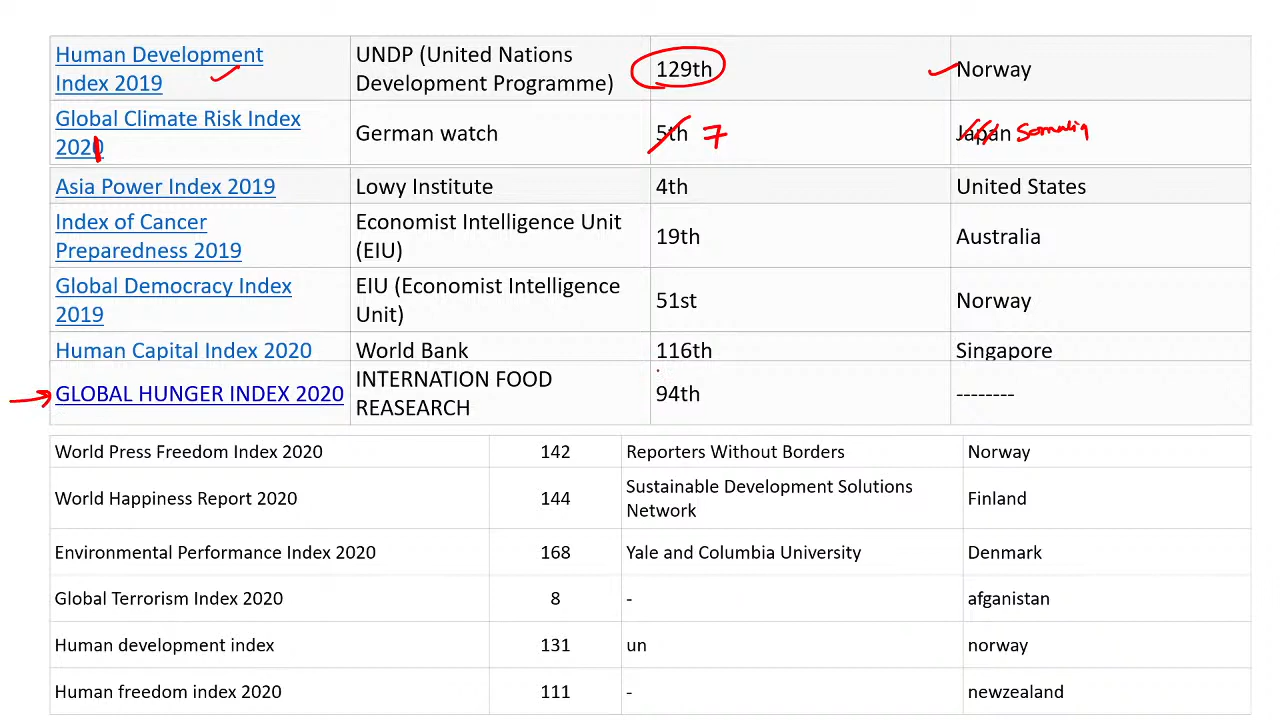 Human Development UNDP (United Nations
Index 2019 Development Programme) 129th Norway
Global Climate Risk Index
2021 German watch 5th 7 Japan Somalia
Asia Power Index 2019 Lowy Institute 4th United States
Index of Cancer Economist Intelligence Unit
Preparedness 2019 (EIU) 19th Australia
Global Democracy Index EIU (Economist Intelligence
2019 Unit) 51st Norway
Human Capital Index 2020 World Bank 116th Singapore
INTERNATION FOOD
GLOBAL HUNGER INDEX 2020 REASEARCH 94th --------
World Press Freedom Index 2020 142 Reporters Without Borders Norway
World Happiness Report 2020 144 Sustainable Development Solutions Finland
Network
Environmental Performance Index 2020 168 Yale and Columbia University Denmark
Global Terrorism Index 2020 8 - afganistan
Human development index 131 un norway
Human freedom index 2020 111 - newzealand